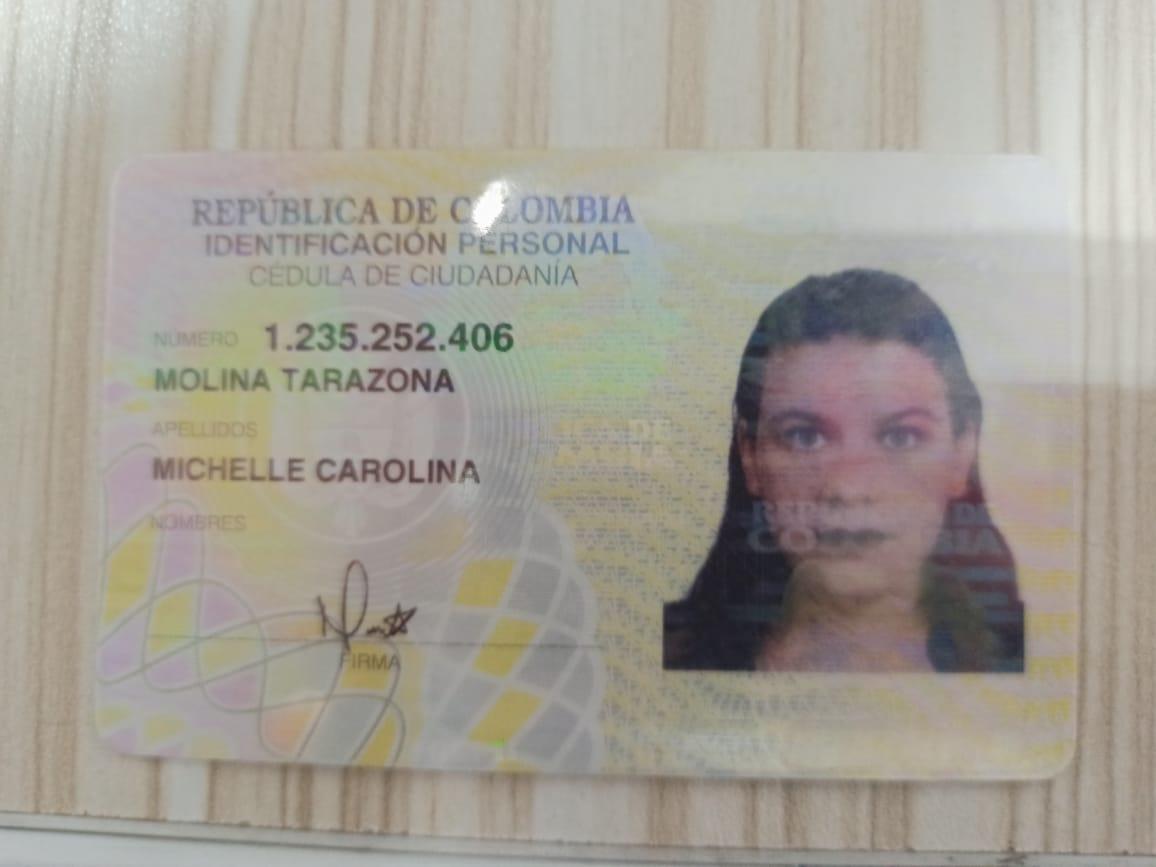 REPÚBLICA DE COLOMBIA
IDENTIFICACIÓN PERSONAL
CÉDULA DE CIUDADANÍA
NÚMERO 1.235.252.406
MOLINA TARAZONA
APELLIDOS
MICHELLE CAROLINA
NOMBRES
FIRMA
REPÚBLICA DE
COLOMBIA